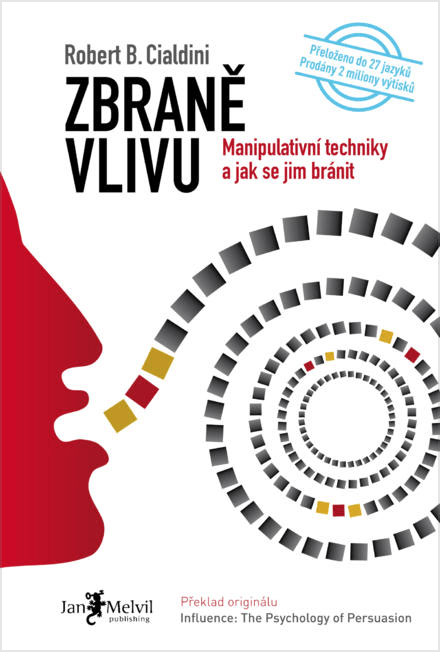 Robert B. Cialdini
Přeloženo do 27 jazyků
Prodány 2 miliony výtisků
ZBRANĚ
VLIVU
Manipulativní techniky
a jak se jim bránit
Jan Melvil
publishing
Překlad originálu
Influence: The Psychology of Persuasion